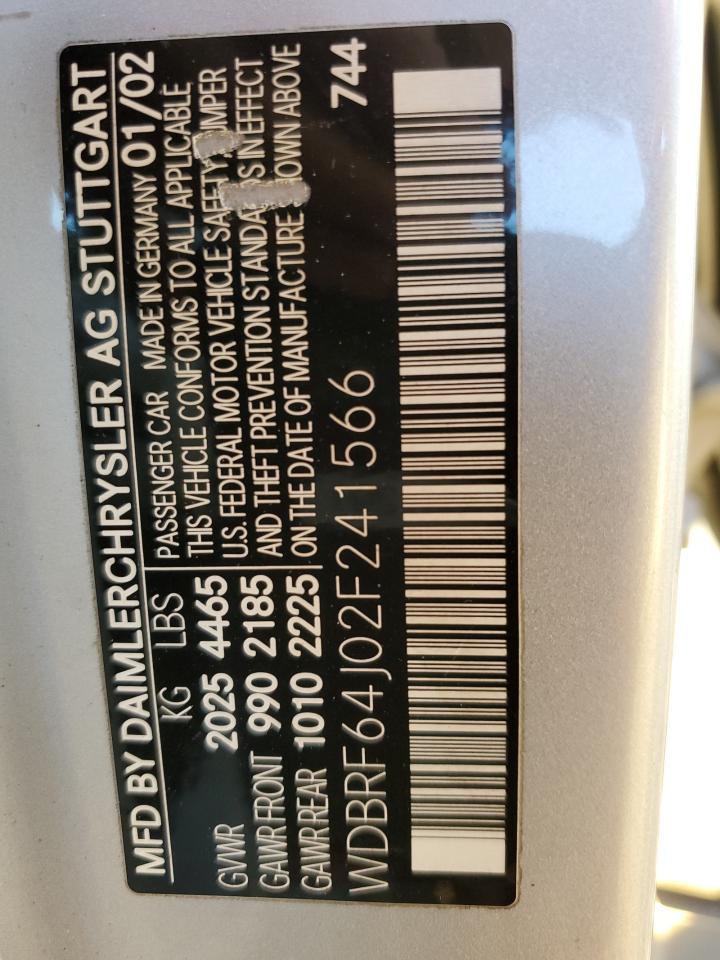 MFD BY DAIMLERCHRYSLER AG STUTTGART
KG LBS
GVWR 2025 4465
GAWR FRONT 990 2185
GAWR REAR 1010 2225
PASSENGER CAR MADE IN GERMANY 01/02
THIS VEHICLE CONFORMS TO ALL APPLICABLE
U.S. FEDERAL MOTOR VEHICLE SAFETY
AND THEFT PREVENTION IN EFFECT
ON THE DATE OF MANUFACTURE ABOVE
WDBRF64J02F241566 744